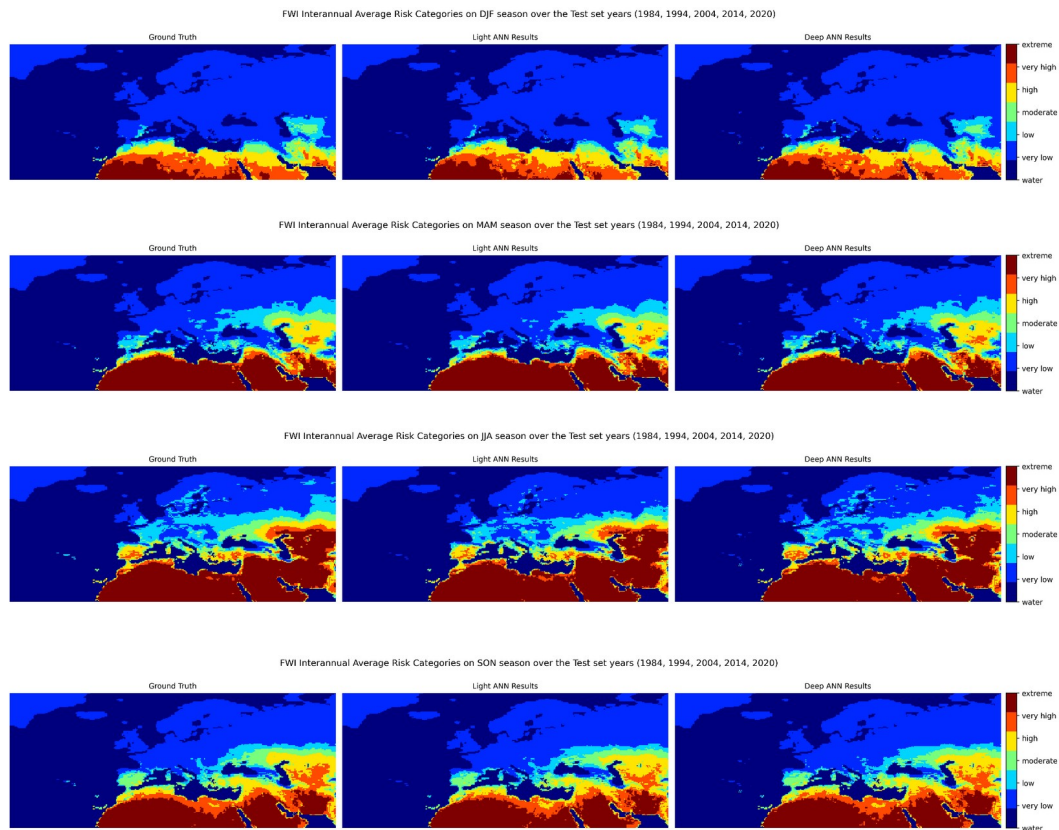 FWI Interannual Average Risk Categories on DJF season over the Test set years (1984, 1994, 2004, 2014, 2020)
Ground Truth
Light ANN Results
Deep ANN Results
extreme
very high
high
moderate
low
very low
water
FWI Interannual Average Risk Categories on MAM season over the Test set years (1984, 1994, 2004, 2014, 2020)
Ground Truth
Light ANN Results
Deep ANN Results
extreme
very high
high
moderate
low
very low
water
FWI Interannual Average Risk Categories on JJA season over the Test set years (1984, 1994, 2004, 2014, 2020)
Ground Truth
Light ANN Results
Deep ANN Results
extreme
very high
high
moderate
low
very low
water
FWI Interannual Average Risk Categories on SON season over the Test set years (1984, 1994, 2004, 2014, 2020)
Ground Truth
Light ANN Results
Deep ANN Results
extreme
very high
high
moderate
low
very low
water